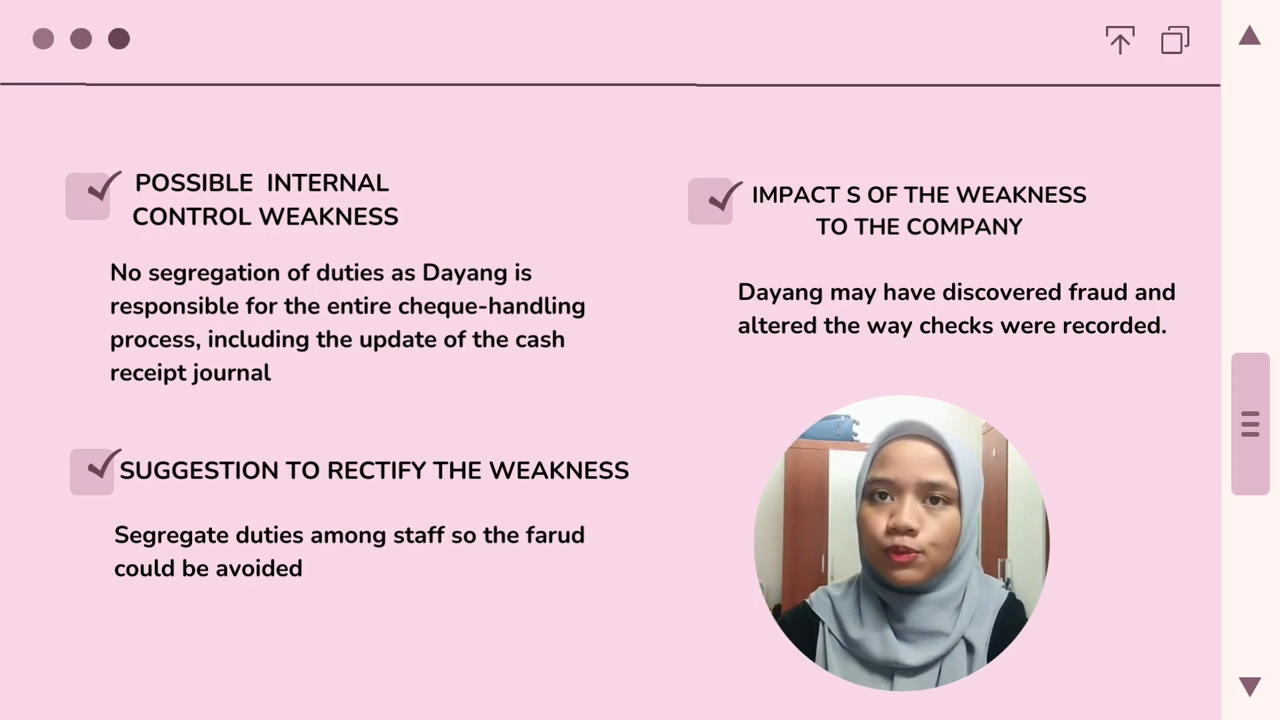 POSSIBLE INTERNAL
CONTROL WEAKNESS
No segregation of duties as Dayang is
responsible for the entire cheque-handling
process, including the update of the cash
receipt journal
SUGGESTION TO RECTIFY THE WEAKNESS
Segregate duties among staff so the farud
could be avoided
IMPACT S OF THE WEAKNESS
TO THE COMPANY
Dayang may have discovered fraud and
altered the way checks were recorded.